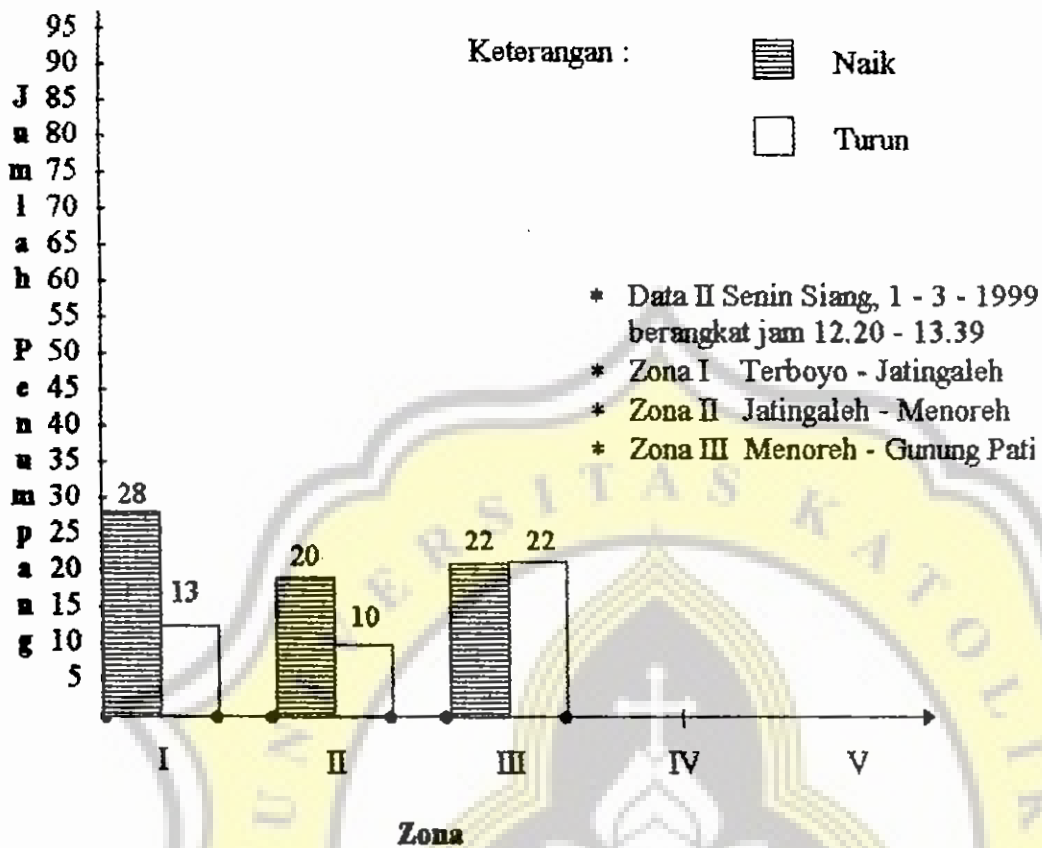 Keterangan :
Naik
Turun
Jumlah Penumpang
95
90
85
80
75
70
65
60
55
50
45
40
35
30
25
20
15
10
5
* Data II Senin Siang, 1 - 3 - 1999
berangkat jam 12.20 - 13.39
* Zona I Terboyo - Jatingaleh
* Zona II Jatingaleh - Menoreh
* Zona III Menoreh - Gunung Pati
28
13
20
10
22
22
I
II
III
IV
V
Zona
ERSITAS KATOLIK
UN